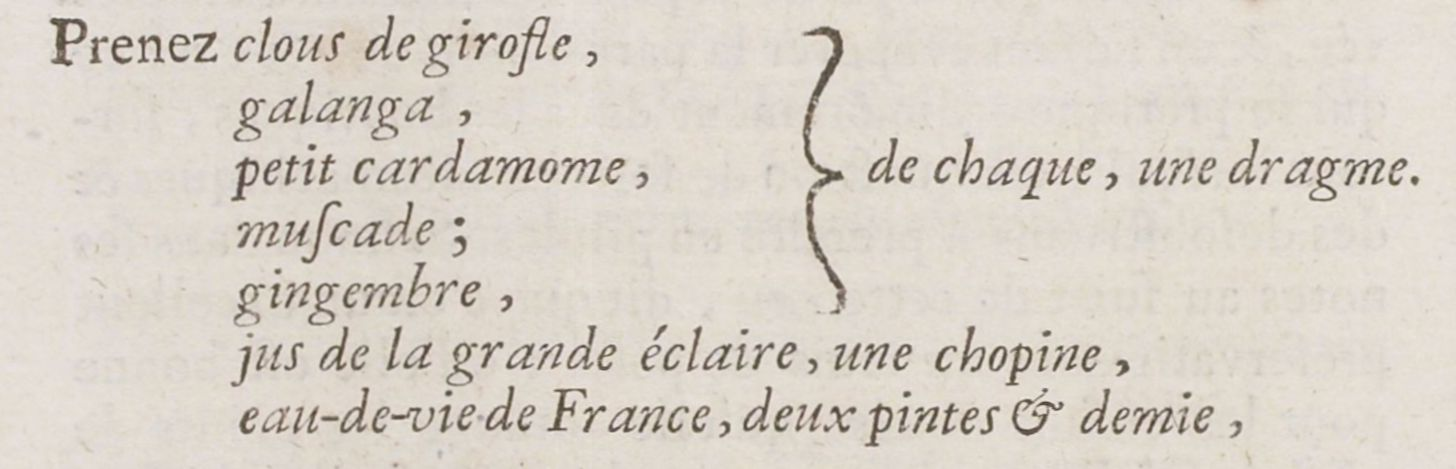 Prenez clous de girofle,
galanga,
petit cardamome, } de chaque, une dragme.
muſcade;
gingembre,
jus de la grande éclaire, une chopine,
eau-de-vie de France, deux pintes & demie,